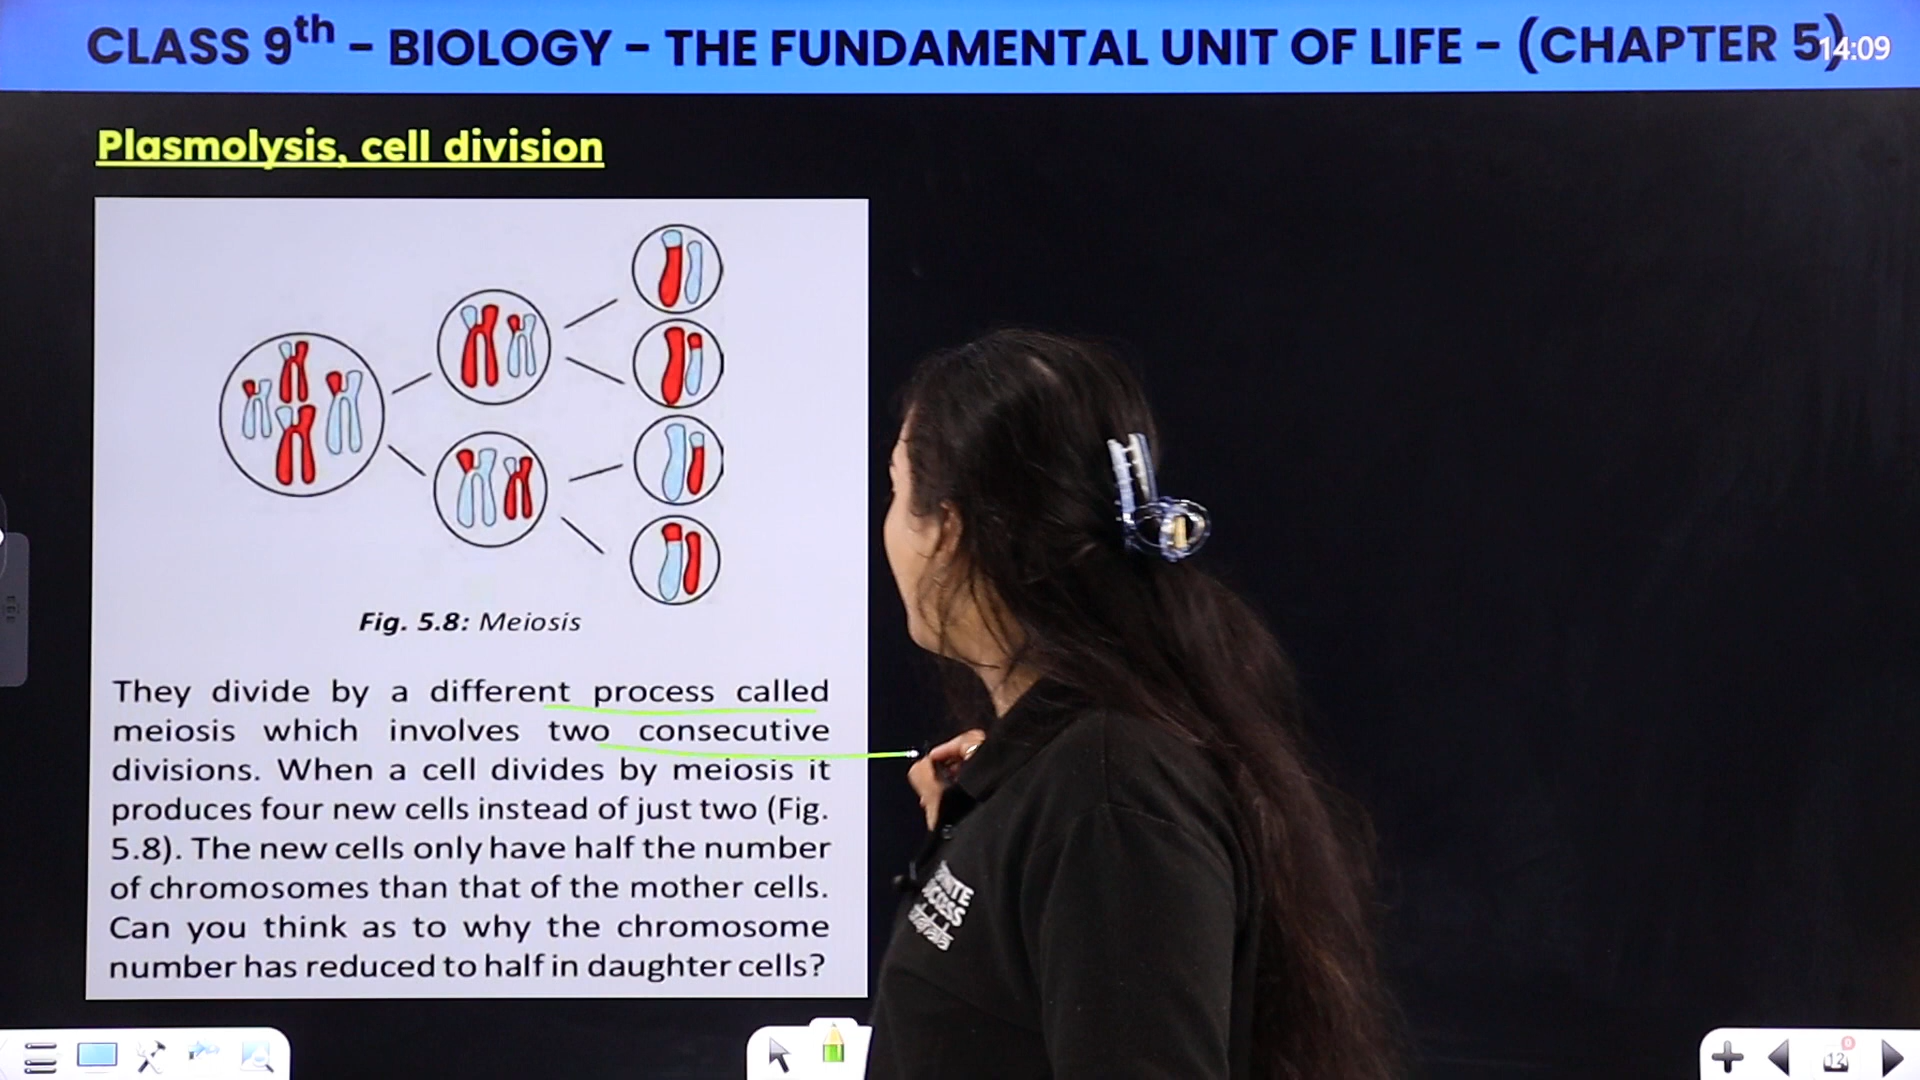 CLASS 9th - BIOLOGY - THE FUNDAMENTAL UNIT OF LIFE - (CHAPTER 5)
14:09
Plasmolysis, cell division
Fig. 5.8: Meiosis
They divide by a different process called
meiosis which involves two consecutive
divisions. When a cell divides by meiosis it
produces four new cells instead of just two (Fig.
5.8). The new cells only have half the number
of chromosomes than that of the mother cells.
Can you think as to why the chromosome
number has reduced to half in daughter cells?
12